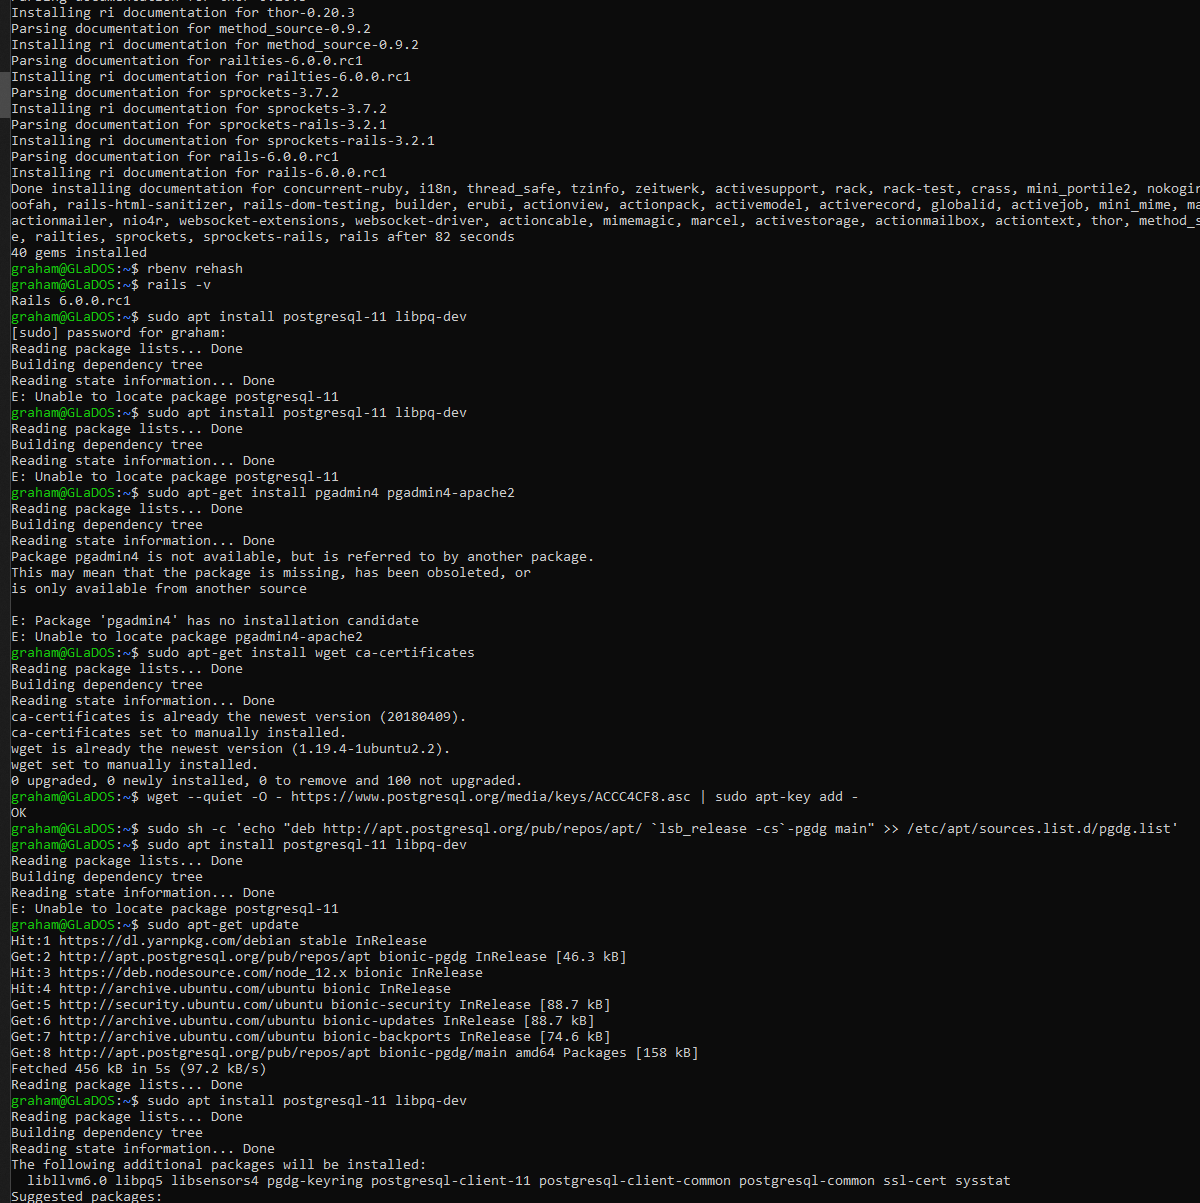 Parsing documentation for thor-0.20.3
Installing ri documentation for thor-0.20.3
Parsing documentation for method_source-0.9.2
Installing ri documentation for method_source-0.9.2
Parsing documentation for railties-6.0.0.rc1
Installing ri documentation for railties-6.0.0.rc1
Parsing documentation for sprockets-3.7.2
Installing ri documentation for sprockets-3.7.2
Parsing documentation for sprockets-rails-3.2.1
Installing ri documentation for sprockets-rails-3.2.1
Parsing documentation for rails-6.0.0.rc1
Installing ri documentation for rails-6.0.0.rc1
Done installing documentation for concurrent-ruby, i18n, thread_safe, tzinfo, zeitwerk, activesupport, rack, rack-test, crass, mini_portile2, nokogir
oofah, rails-html-sanitizer, rails-dom-testing, builder, erubi, actionview, actionpack, activemodel, activerecord, globalid, activejob, mini_mime, ma
actionmailer, nio4r, websocket-extensions, websocket-driver, actioncable, mimemagic, marcel, activestorage, actionmailbox, actiontext, thor, method_s
e, railties, sprockets, sprockets-rails, rails after 82 seconds
40 gems installed
graham@GLaDOS:~$ rbenv rehash
graham@GLaDOS:~$ rails -v
Rails 6.0.0.rc1
graham@GLaDOS:~$ sudo apt install postgresql-11 libpq-dev
[sudo] password for graham:
Reading package lists... Done
Building dependency tree
Reading state information... Done
E: Unable to locate package postgresql-11
graham@GLaDOS:~$ sudo apt install postgresql-11 libpq-dev
Reading package lists... Done
Building dependency tree
Reading state information... Done
E: Unable to locate package postgresql-11
graham@GLaDOS:~$ sudo apt-get install pgadmin4 pgadmin4-apache2
Reading package lists... Done
Building dependency tree
Reading state information... Done
Package pgadmin4 is not available, but is referred to by another package.
This may mean that the package is missing, has been obsoleted, or
is only available from another source

E: Package 'pgadmin4' has no installation candidate
E: Unable to locate package pgadmin4-apache2
graham@GLaDOS:~$ sudo apt-get install wget ca-certificates
Reading package lists... Done
Building dependency tree
Reading state information... Done
ca-certificates is already the newest version (20180409).
ca-certificates set to manually installed.
wget is already the newest version (1.19.4-1ubuntu2.2).
wget set to manually installed.
0 upgraded, 0 newly installed, 0 to remove and 100 not upgraded.
graham@GLaDOS:~$ wget --quiet -O - https://www.postgresql.org/media/keys/ACCC4CF8.asc | sudo apt-key add -
OK
graham@GLaDOS:~$ sudo sh -c 'echo "deb http://apt.postgresql.org/pub/repos/apt/ `lsb_release -cs`-pgdg main" >> /etc/apt/sources.list.d/pgdg.list'
graham@GLaDOS:~$ sudo apt install postgresql-11 libpq-dev
Reading package lists... Done
Building dependency tree
Reading state information... Done
E: Unable to locate package postgresql-11
graham@GLaDOS:~$ sudo apt-get update
Hit:1 https://dl.yarnpkg.com/debian stable InRelease
Get:2 http://apt.postgresql.org/pub/repos/apt bionic-pgdg InRelease [46.3 kB]
Hit:3 https://deb.nodesource.com/node_12.x bionic InRelease
Hit:4 http://archive.ubuntu.com/ubuntu bionic InRelease
Get:5 http://security.ubuntu.com/ubuntu bionic-security InRelease [88.7 kB]
Get:6 http://archive.ubuntu.com/ubuntu bionic-updates InRelease [88.7 kB]
Get:7 http://archive.ubuntu.com/ubuntu bionic-backports InRelease [74.6 kB]
Get:8 http://apt.postgresql.org/pub/repos/apt bionic-pgdg/main amd64 Packages [158 kB]
Fetched 456 kB in 5s (97.2 kB/s)
Reading package lists... Done
graham@GLaDOS:~$ sudo apt install postgresql-11 libpq-dev
Reading package lists... Done
Building dependency tree
Reading state information... Done
The following additional packages will be installed:
  libllvm6.0 libpq5 libsensors4 pgdg-keyring postgresql-client-11 postgresql-client-common postgresql-common ssl-cert sysstat
Suggested packages: